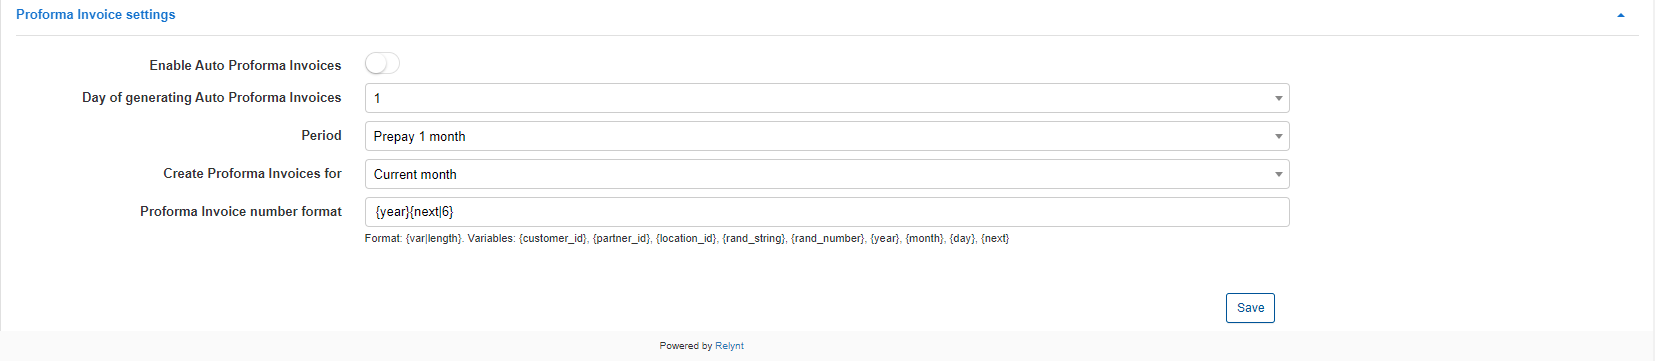 Proforma Invoice settings
Enable Auto Proforma Invoices
Day of generating Auto Proforma Invoices 1
Period Prepay 1 month
Create Proforma Invoices for Current month
Proforma Invoice number format {year}{next|6}
Format: {var|length}. Variables: {customer_id}, {partner_id}, {location_id}, {rand_string}, {rand_number}, {year}, {month}, {day}, {next}
Save
Powered by Relynt